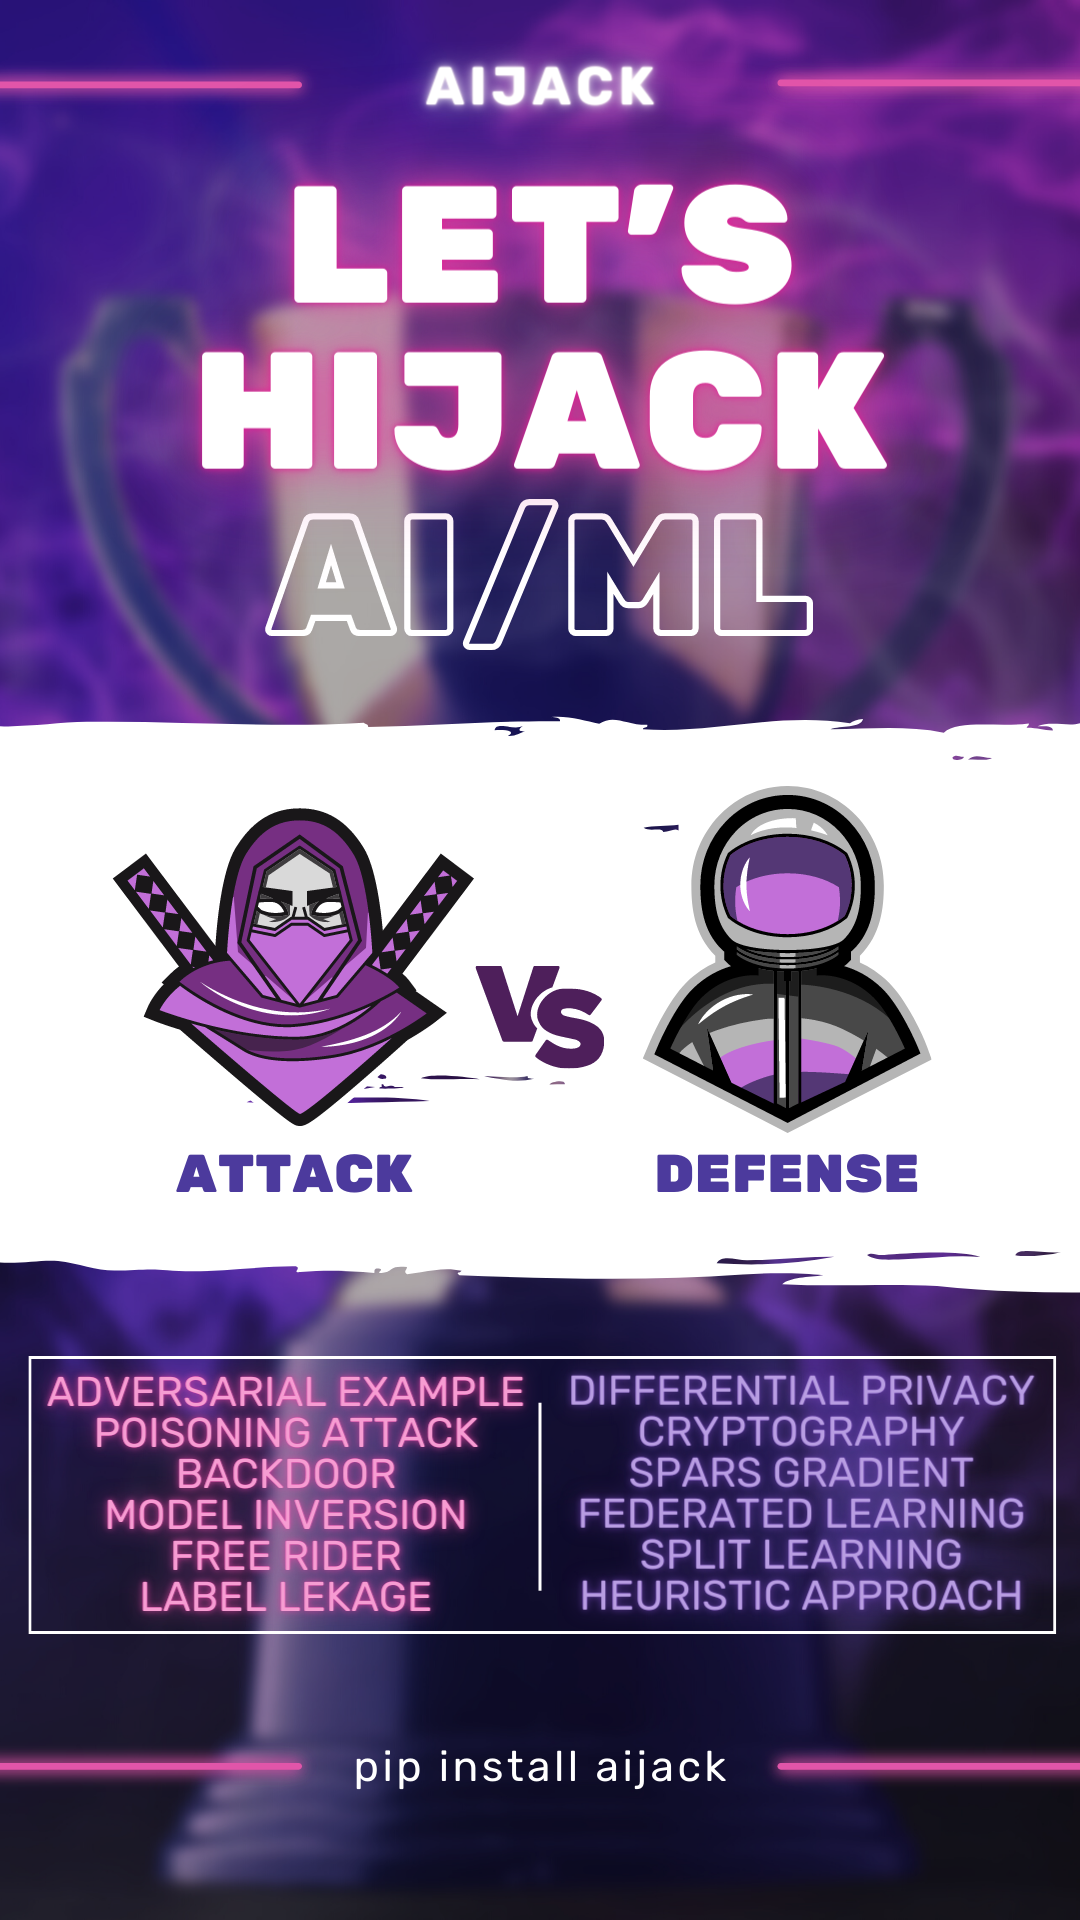 AIJACK
LET'S
HIJACK
AI/ML
VS
ATTACK
DEFENSE
ADVERSARIAL EXAMPLE
POISONING ATTACK
BACKDOOR
MODEL INVERSION
FREE RIDER
LABEL LEKAGE
DIFFERENTIAL PRIVACY
CRYPTOGRAPHY
SPARS GRADIENT
FEDERATED LEARNING
SPLIT LEARNING
HEURISTIC APPROACH
pip install aijack